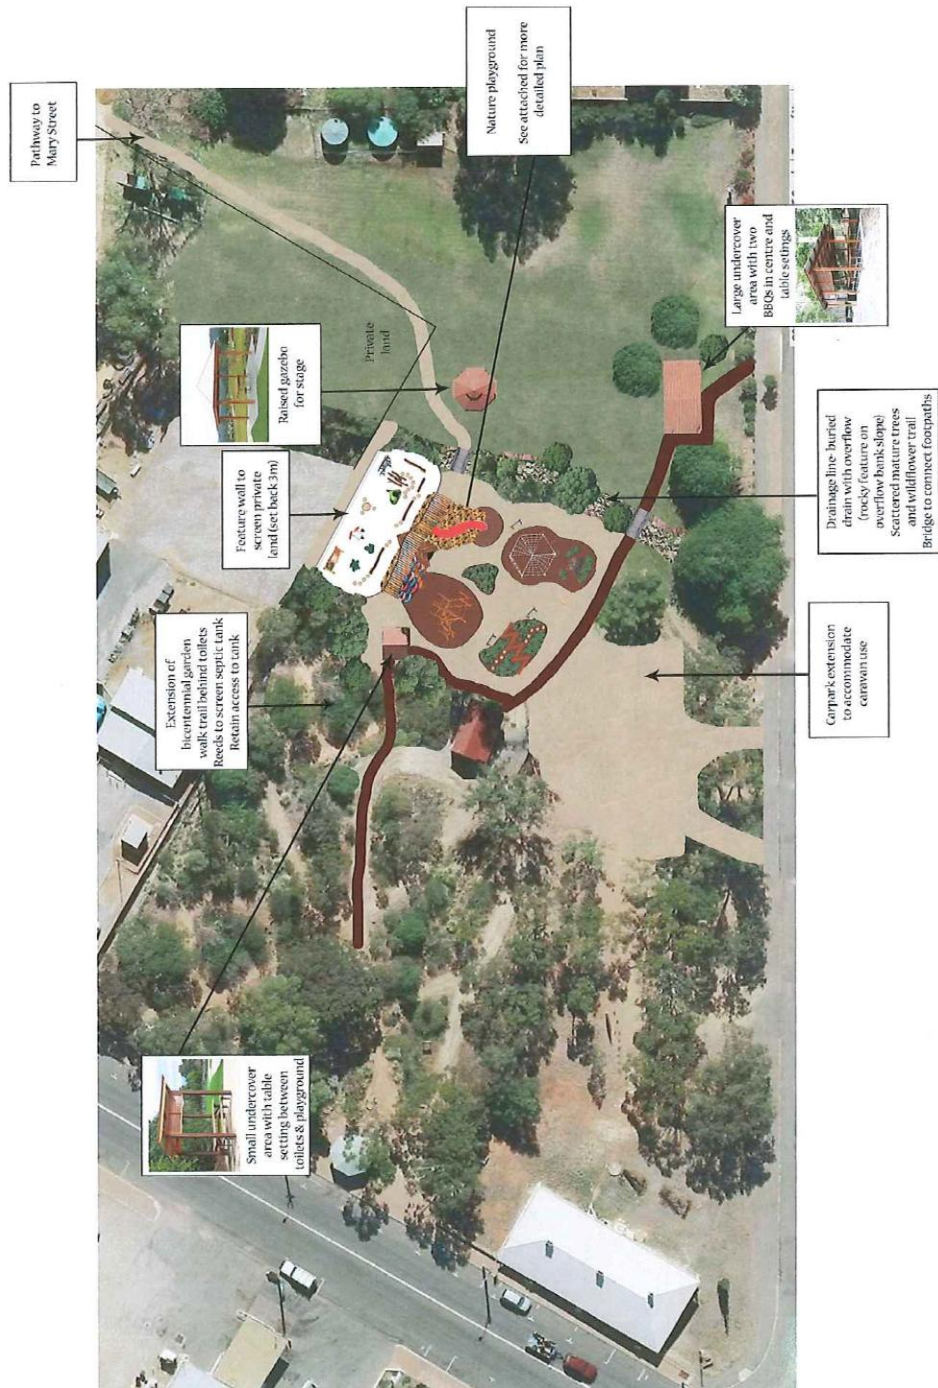 Pathway to
Mary Street
Nature playground
See attached for more
detailed plan
Raised gazebo
for stage
Private
land
Feature wall to
screen private
land (set back 3m)
Large undercover
area with two
BBQs in centre and
table setings
Extension of
bicentennial garden
walk trail behind toilets
Reeds to screen septic tank
Retain access to tank
Drainage line- buried
drain with overflow
(rocky feature on
overflow bank slope)
Scattered mature trees
and wildflower trail
Bridge to connect footpaths
Carpark extension
to accommodate
caravan use
Small undercover
area with table
setting between
toilets & playground